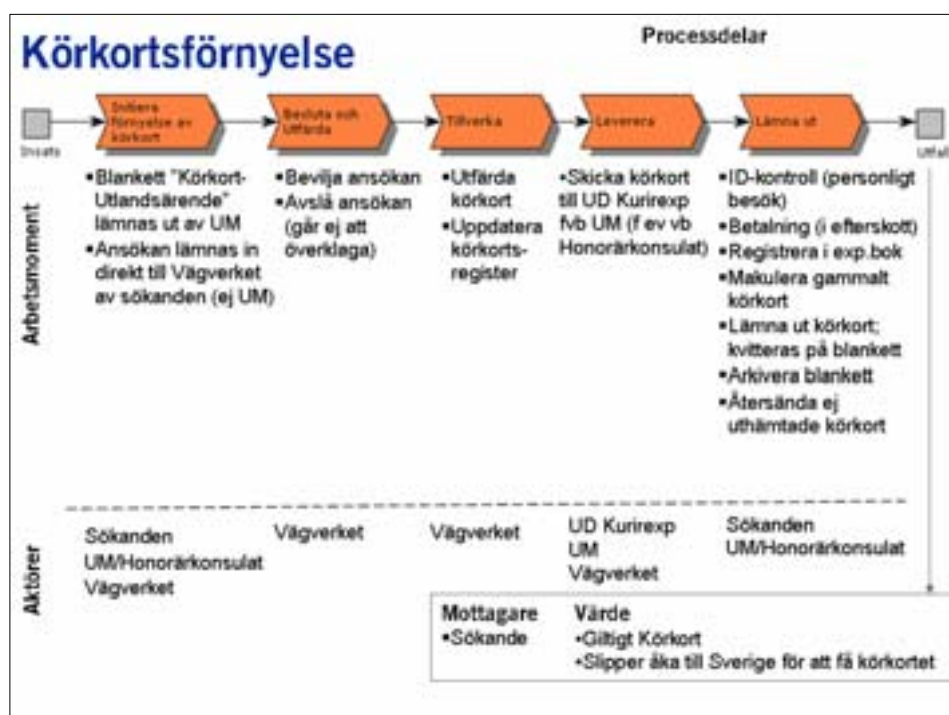 Körkortsförnyelse
Processdelar
Insats
Initiera
förnyelse av
körkort
Besluta och
Utfärda
Tillverka
Leverera
Lämna ut
Utfall
Arbetsmoment
▪Blankett "Körkort-
Utlandsärende"
lämnas ut av UM
▪Ansökan lämnas in
direkt till Vägverket
av sökanden (ej UM)
▪Bevilja ansökan
▪Avslå ansökan
(går ej att
överklaga)
▪Utfärda
körkort
▪Uppdatera
körkorts-
register
▪Skicka körkort
till UD Kurirexp
fvb UM (f ev vb
Honorärkonsulat)
▪ID-kontroll (personligt
besök)
▪Betalning (i efterskott)
▪Registrera i exp.bok
▪Makulera gammalt
körkort
▪Lämna ut körkort;
kvitteras på blankett
▪Arkivera blankett
▪Återsända ej
uthämtade körkort
Aktörer
Sökanden
UM/Honorärkonsulat
Vägverket
Vägverket
Vägverket
UD Kurirexp
UM
Vägverket
Sökanden
UM/Honorärkonsulat
Mottagare
▪Sökande
Värde
▪Giltigt Körkort
▪Slipper åka till Sverige för att få körkortet